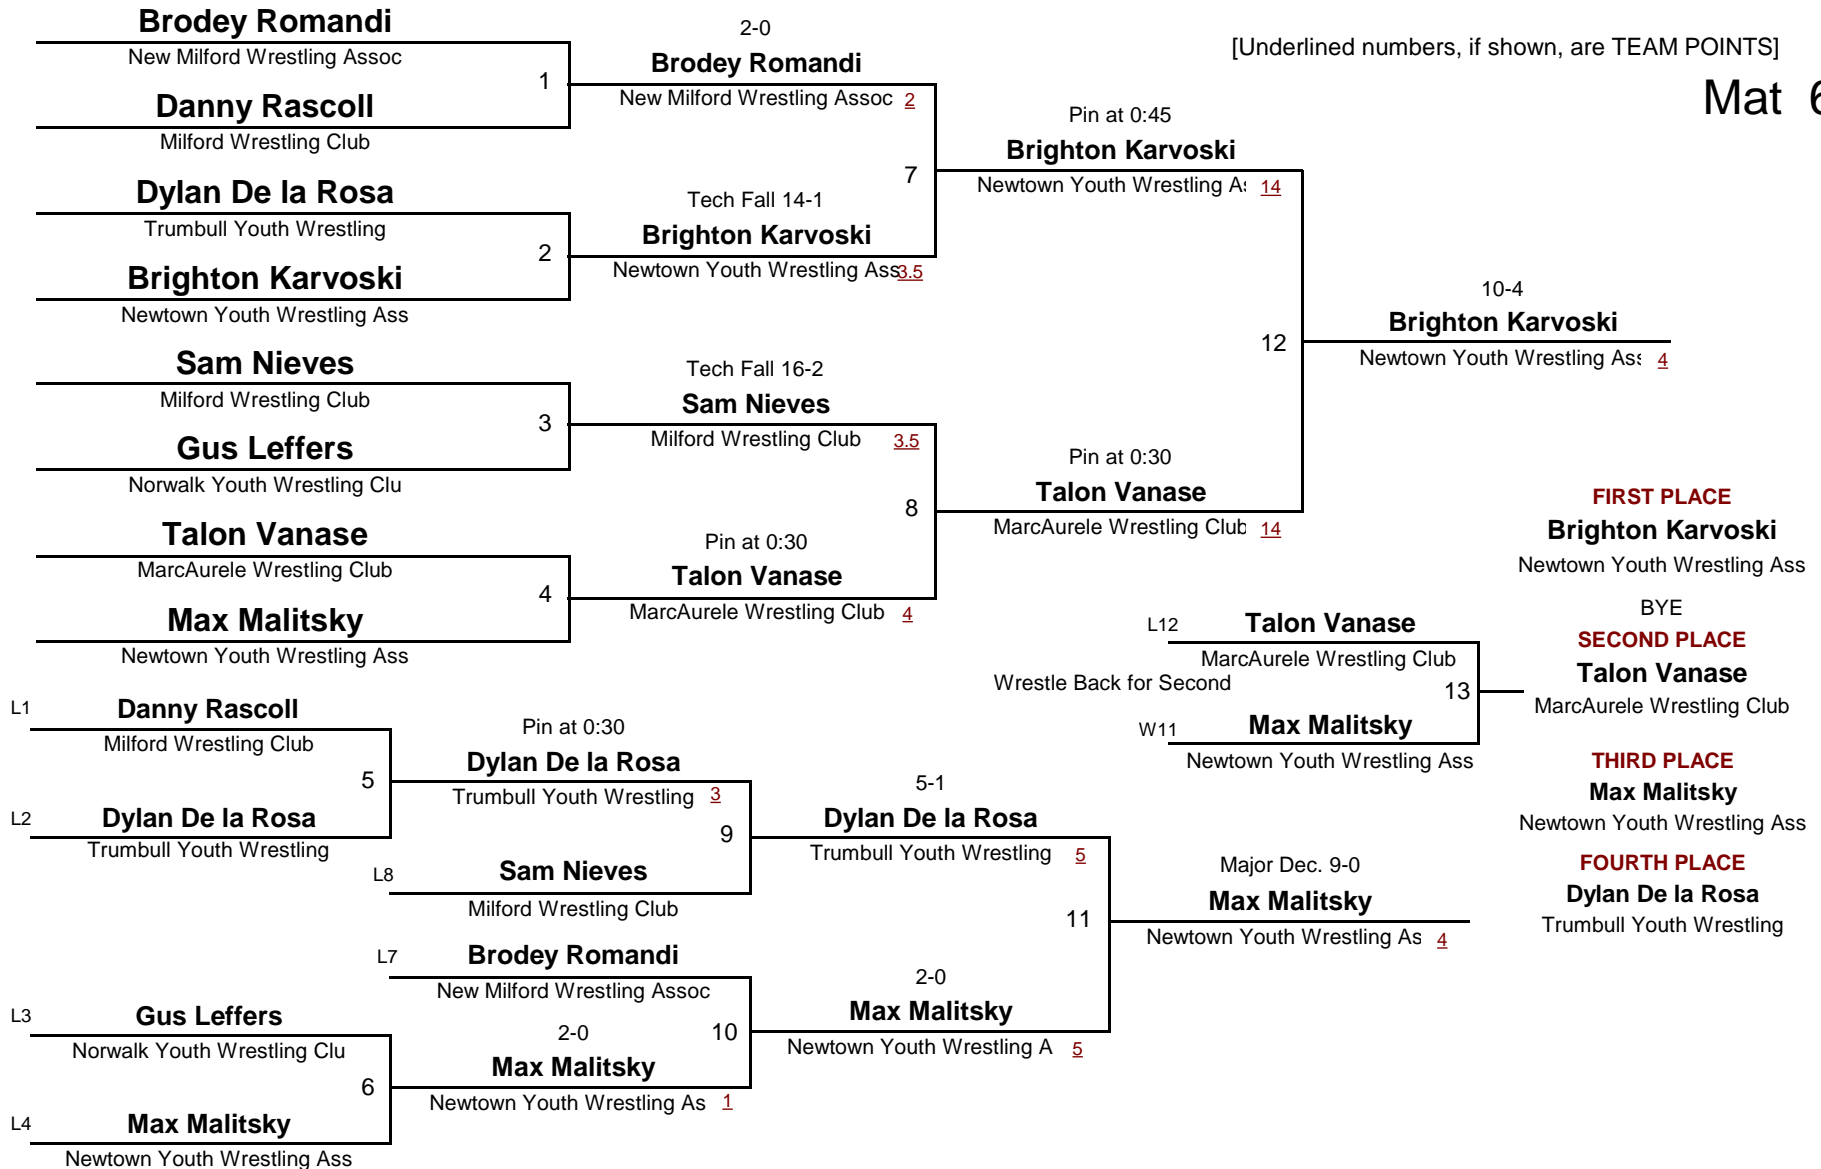 Brodey Romandi
New Milford Wrestling Assoc
1
Danny Rascoll
Milford Wrestling Club
Dylan De la Rosa
Trumbull Youth Wrestling
2
Brighton Karvoski
Newtown Youth Wrestling Ass
Sam Nieves
Milford Wrestling Club
3
Gus Leffers
Norwalk Youth Wrestling Clu
Talon Vanase
MarcAurele Wrestling Club
4
Max Malitsky
Newtown Youth Wrestling Ass
2-0
Brodey Romandi
New Milford Wrestling Assoc 2
7
Tech Fall 14-1
Brighton Karvoski
Newtown Youth Wrestling Ass 3.5
Tech Fall 16-2
Sam Nieves
Milford Wrestling Club 3.5
8
Pin at 0:30
Talon Vanase
MarcAurele Wrestling Club 4
[Underlined numbers, if shown, are TEAM POINTS]
Mat 6
Pin at 0:45
Brighton Karvoski
Newtown Youth Wrestling As 14
12
Pin at 0:30
Talon Vanase
MarcAurele Wrestling Club 14
10-4
Brighton Karvoski
Newtown Youth Wrestling Ass 4
FIRST PLACE
Brighton Karvoski
Newtown Youth Wrestling Ass
L12 Talon Vanase
MarcAurele Wrestling Club
Wrestle Back for Second
13
W11 Max Malitsky
Newtown Youth Wrestling Ass
BYE
SECOND PLACE
Talon Vanase
MarcAurele Wrestling Club
THIRD PLACE
Max Malitsky
Newtown Youth Wrestling Ass
FOURTH PLACE
Dylan De la Rosa
Trumbull Youth Wrestling
L1 Danny Rascoll
Milford Wrestling Club
5
L2 Dylan De la Rosa
Trumbull Youth Wrestling
Pin at 0:30
Dylan De la Rosa
Trumbull Youth Wrestling 3
9
L8 Sam Nieves
Milford Wrestling Club
5-1
Dylan De la Rosa
Trumbull Youth Wrestling 5
11
Major Dec. 9-0
Max Malitsky
Newtown Youth Wrestling As 4
L7 Brodey Romandi
New Milford Wrestling Assoc
10
2-0
Max Malitsky
Newtown Youth Wrestling A 5
L3 Gus Leffers
Norwalk Youth Wrestling Clu
6
L4 Max Malitsky
Newtown Youth Wrestling Ass
2-0
Max Malitsky
Newtown Youth Wrestling As 1